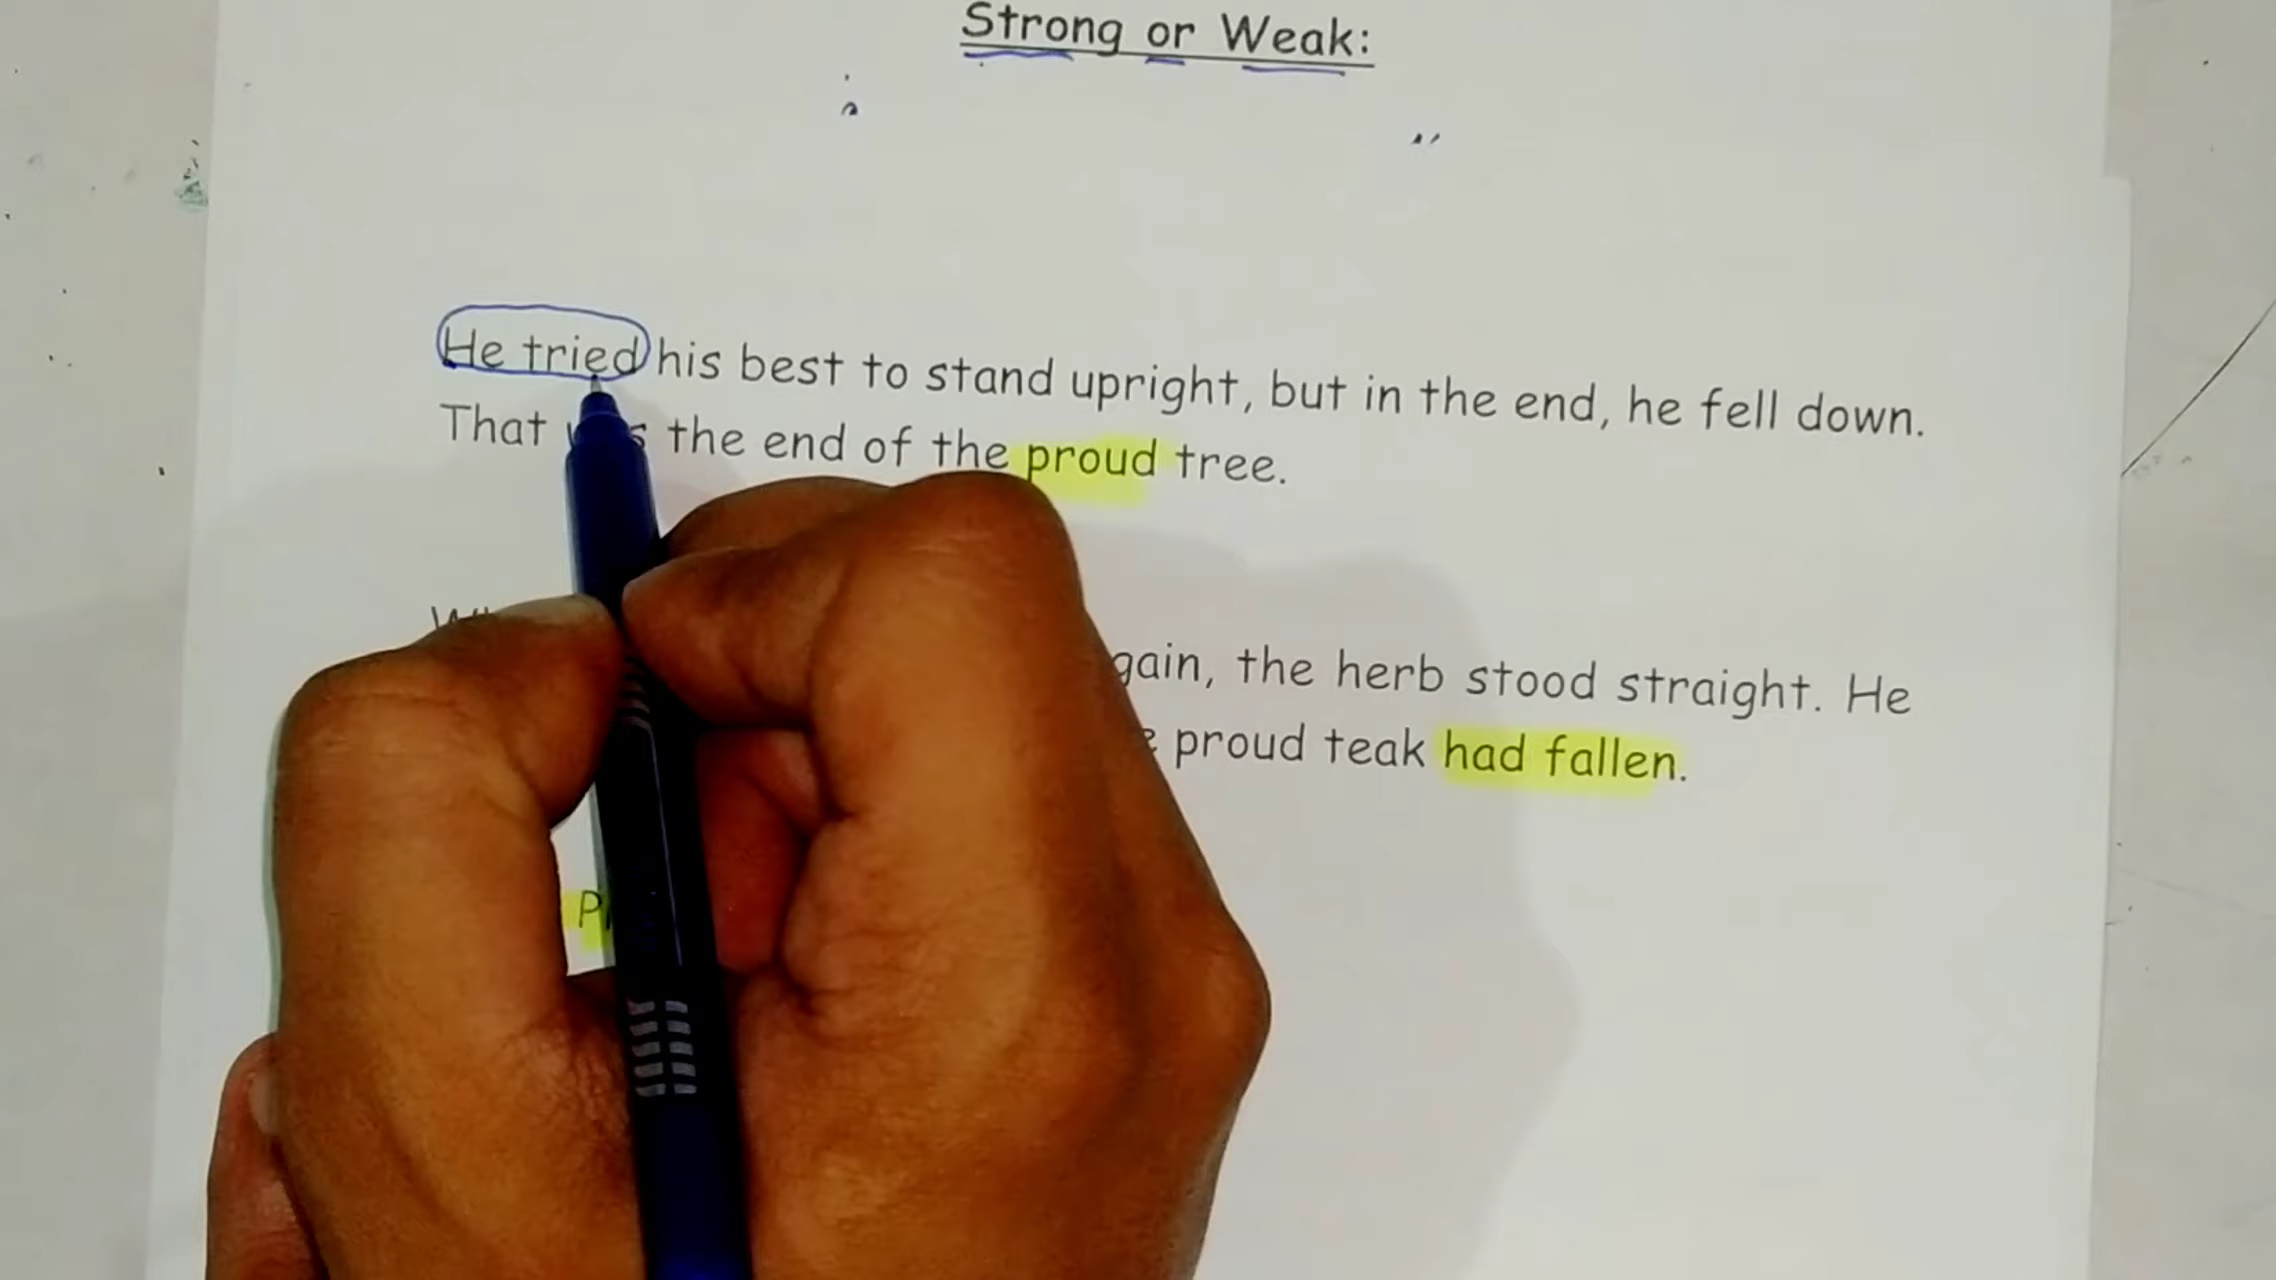 Strong or Weak:
He tried his best to stand upright, but in the end, he fell down.
That the end of the proud tree.
the herb stood straight. He
proud teak had fallen.